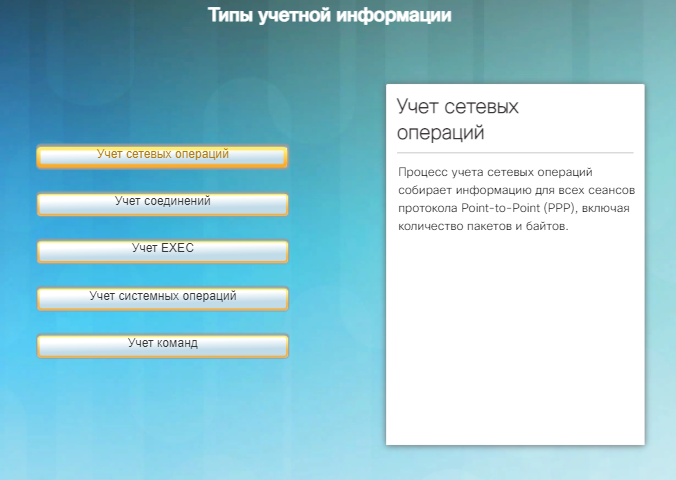 Типы учетной информации
Учет сетевых операций
Учет соединений
Учет EXEC
Учет системных операций
Учет команд
Учет сетевых
операций
Процесс учета сетевых операций
собирает информацию для всех сеансов
протокола Point-to-Point (PPP), включая
количество пакетов и байтов.